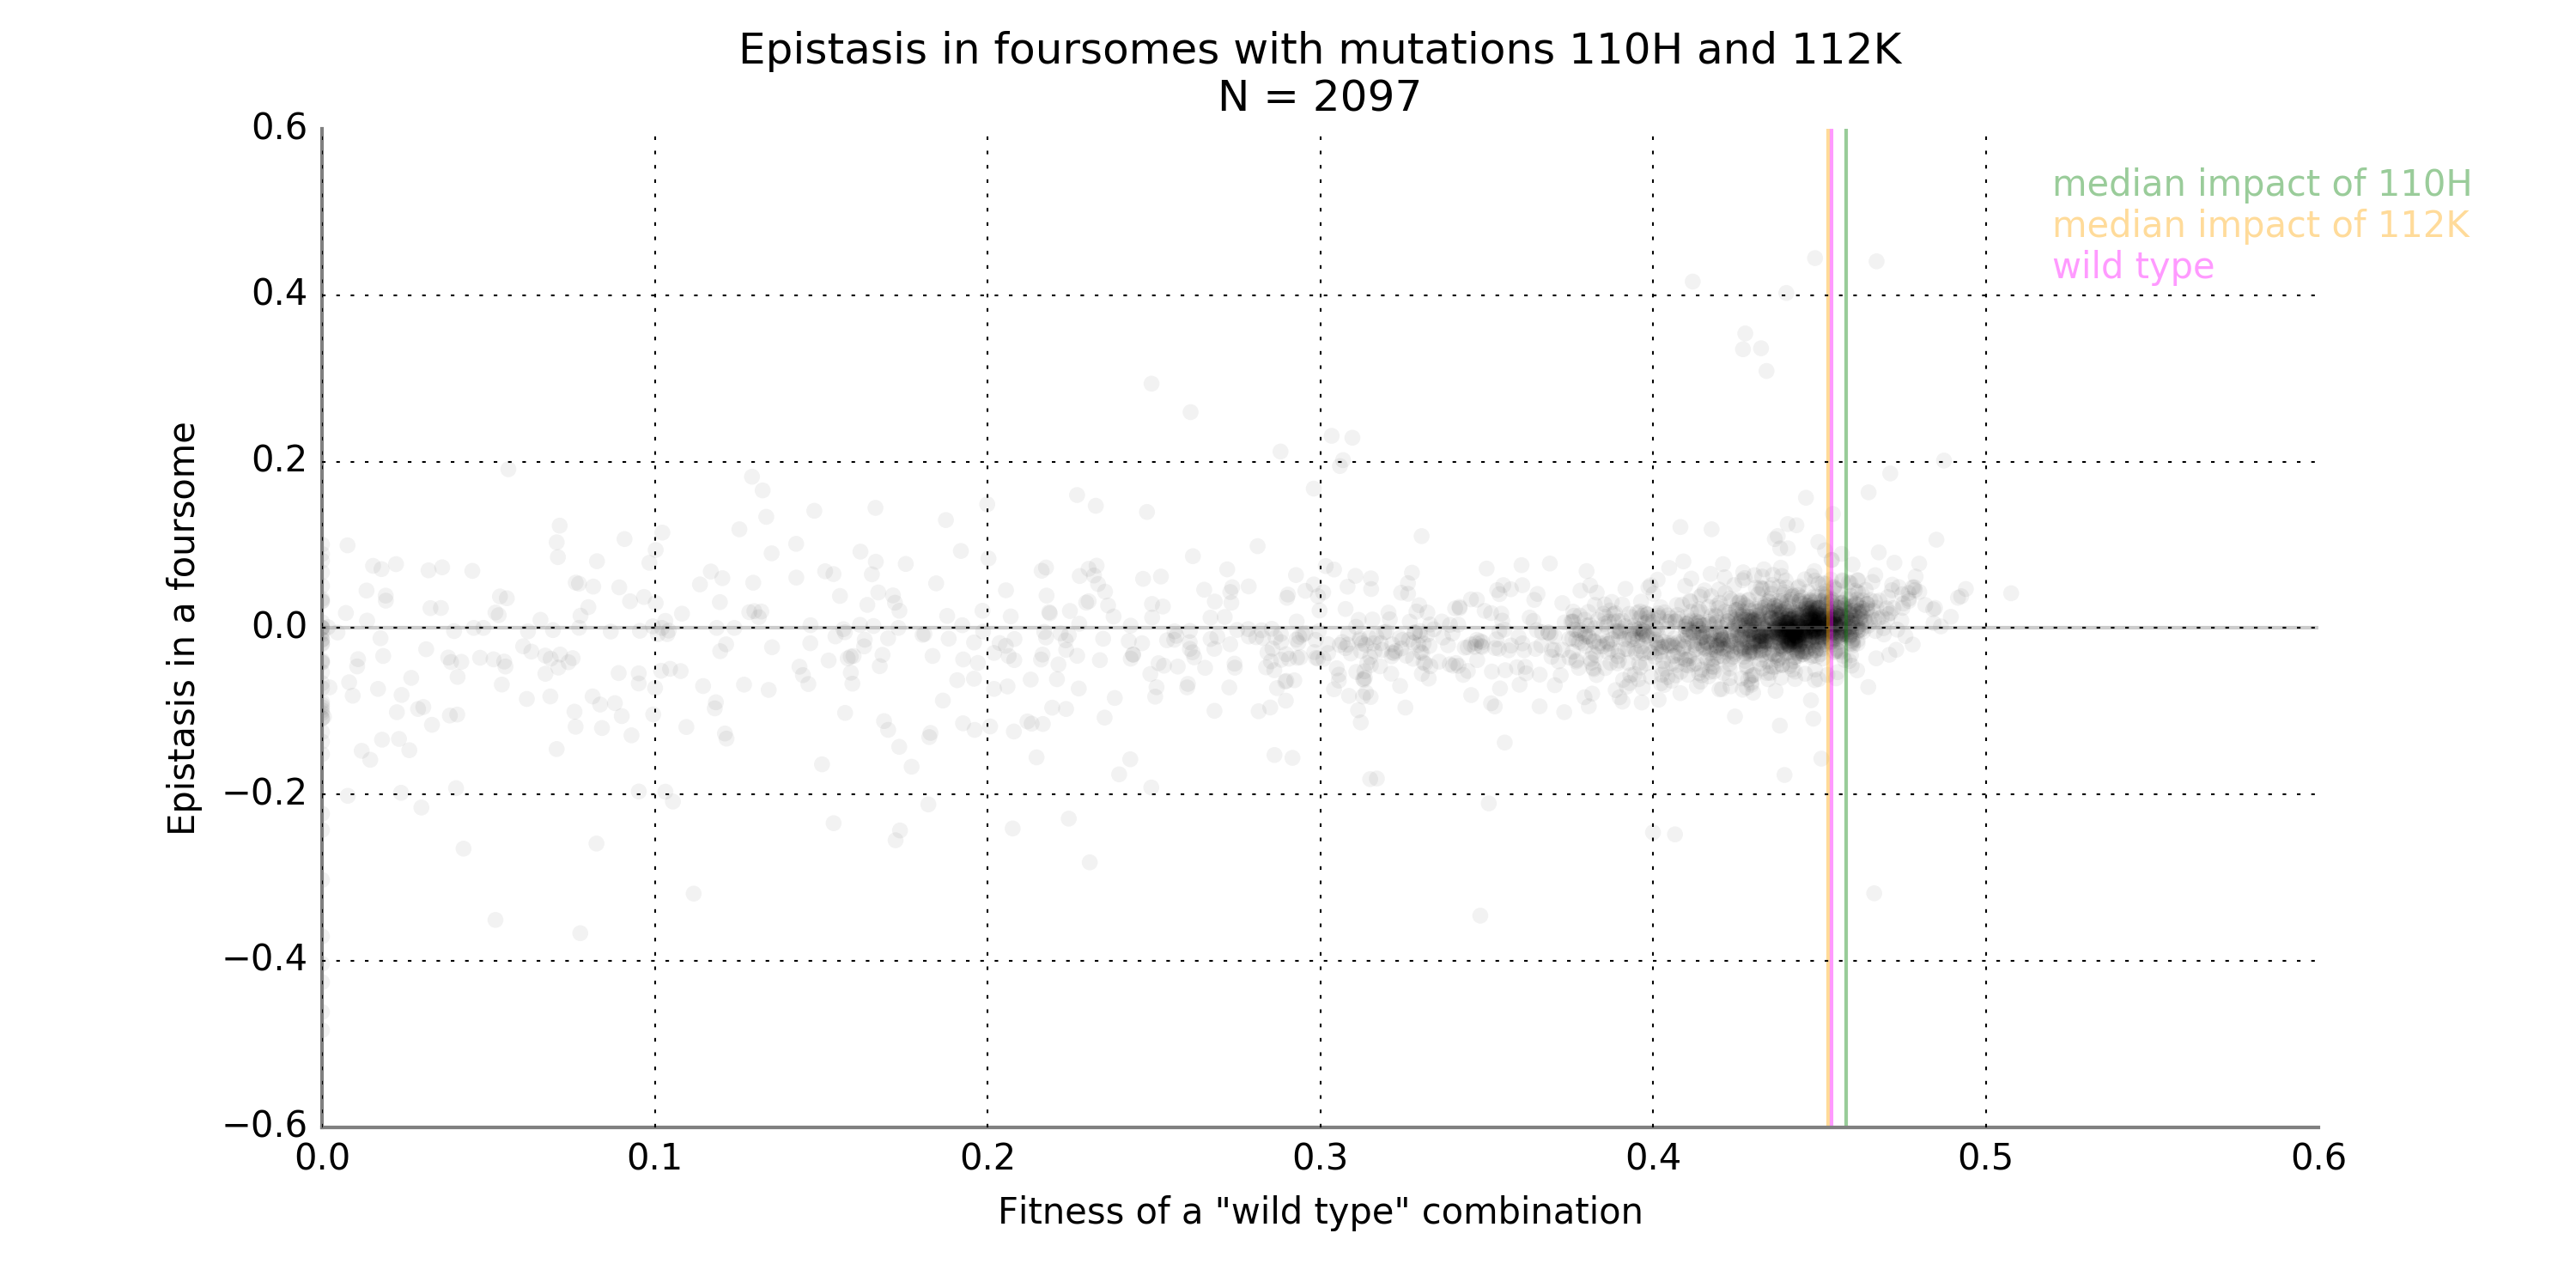 Epistasis in foursomes with mutations 110H and 112K
N = 2097
median impact of 110H
median impact of 112K
wild type
Epistasis in a foursome
0.6
0.4
0.2
0.0
−0.2
−0.4
−0.6
0.0 0.1 0.2 0.3 0.4 0.5 0.6
Fitness of a "wild type" combination